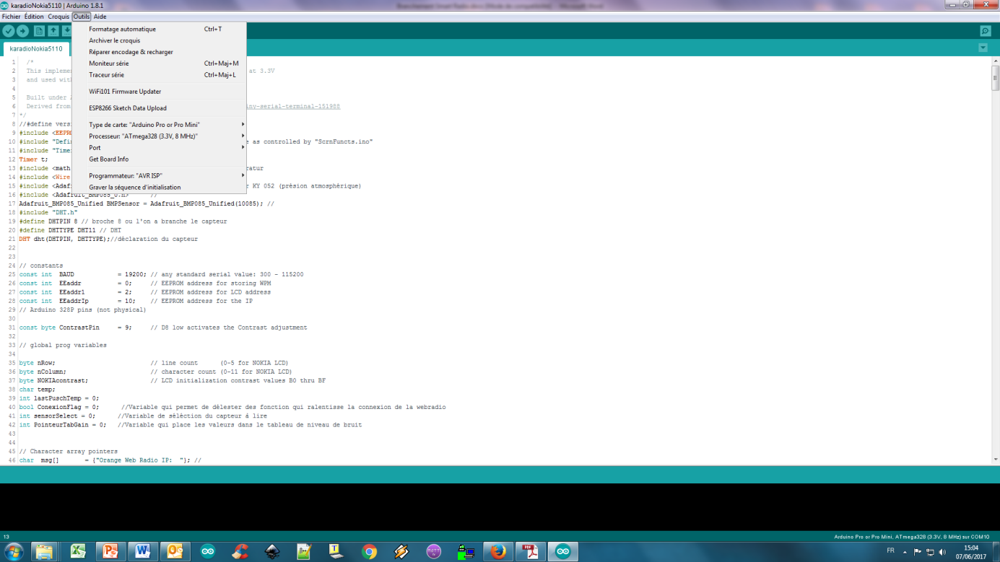 karadioNokia5110 | Arduino 1.8.1
Fichier Édition Croquis Outils Aide
Formatage automatique Ctrl+T
Archiver le croquis
Réparer encodage & recharger
Moniteur série Ctrl+Maj+M
Traceur série Ctrl+Maj+L
WiFi101 Firmware Updater
ESP8266 Sketch Data Upload
Type de carte: "Arduino Pro or Pro Mini"
Processeur: "ATmega328 (3.3V, 8 MHz)"
Port
Get Board Info
Programmateur: "AVR ISP"
Graver la séquence d'initialisation
karadioNokia5110
1 /*
2 This impleme at 3.3V
3 and used wit
4
5 Built under
6 Derived from ny-serial-terminal-151988
7 */
8 //#define vers
9 #include <EEPR
10 #include "Defi e as controlled by "ScrnFuncts.ino"
11 #include "Time
12 Timer t;
13 #include <math ratur
14 #include <Wire
15 #include <Adaf r KY 052 (présion atmosphèrique)
16 #include <Adafruit_BMP085_U.h> //
17 Adafruit_BMP085_Unified BMPSensor = Adafruit_BMP085_Unified(10085); //
18 #include "DHT.h"
19 #define DHTPIN 8 // broche 8 ou l'on a branche le capteur
20 #define DHTTYPE DHT11 // DHT
21 DHT dht(DHTPIN, DHTTYPE);//déclaration du capteur
22
23
24 // constants
25 const int BAUD = 19200; // any standard serial value: 300 - 115200
26 const int EEaddr = 0; // EEPROM address for storing WPM
27 const int EEaddrl = 2; // EEPROM address for LCD address
28 const int EEaddrIp = 10; // EEPROM address for the IP
29 // Arduino 328P pins (not physical)
30
31 const byte ContrastPin = 9; // D8 low activates the Contrast adjustment
32
33 // global prog variables
34
35 byte nRow; // line count (0-5 for NOKIA LCD)
36 byte nColumn; // character count (0-11 for NOKIA LCD)
37 byte NOKIAcontrast; // LCD initialization contrast values B0 thru BF
38 char temp;
39 int lastPuschTemp = 0;
40 bool ConexionFlag = 0; //Variable qui permet de délester des fonction qui ralentisse la connexion de la webradio
41 int sensorSelect = 0; //Variable de séléction du capteur á lire
42 int PointeurTabGain = 0; //Variable qui place les valeurs dans le tableau de niveau de bruit
43
44
45 // Character array pointers
46 char msg[] = {"Orange Web Radio IP: "}; //
13 Arduino Pro or Pro Mini, ATmega328 (3.3V, 8 MHz) sur COM10
FR 15:04
07/06/2017